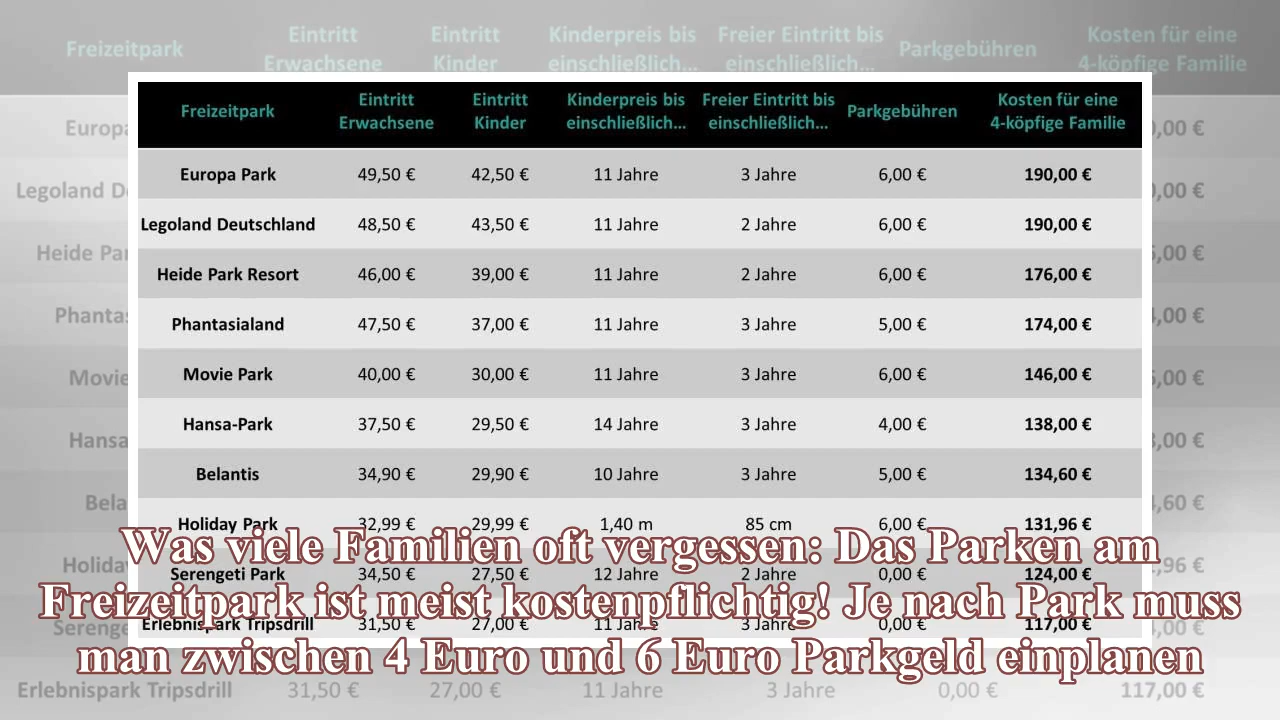 Freizeitpark Eintritt Erwachsene Eintritt Kinder Kinderpreis bis einschließlich... Freier Eintritt bis einschließlich... Parkgebühren Kosten für eine 4-köpfige Familie
Europa Park 49,50 € 42,50 € 11 Jahre 3 Jahre 6,00 € 190,00 €
Legoland Deutschland 48,50 € 43,50 € 11 Jahre 2 Jahre 6,00 € 190,00 €
Heide Park Resort 46,00 € 39,00 € 11 Jahre 2 Jahre 6,00 € 176,00 €
Phantasialand 47,50 € 37,00 € 11 Jahre 3 Jahre 5,00 € 174,00 €
Movie Park 40,00 € 30,00 € 11 Jahre 3 Jahre 6,00 € 146,00 €
Hansa-Park 37,50 € 29,50 € 14 Jahre 3 Jahre 4,00 € 138,00 €
Belantis 34,90 € 29,90 € 10 Jahre 3 Jahre 5,00 € 134,60 €
Holiday Park 32,99 € 29,99 € 1,40 m 85 cm 6,00 € 131,96 €
Serengeti Park 34,50 € 27,50 € 12 Jahre 2 Jahre 0,00 € 124,00 €
Erlebnispark Tripsdrill 31,50 € 27,00 € 11 Jahre 3 Jahre 0,00 € 117,00 €
Was viele Familien oft vergessen: Das Parken am
Freizeitpark ist meist kostenpflichtig! Je nach Park muss
man zwischen 4 Euro und 6 Euro Parkgeld einplanen
Erlebnispark Tripsdrill 31,50 € 27,00 € 11 Jahre 3 Jahre 0,00 € 117,00 €